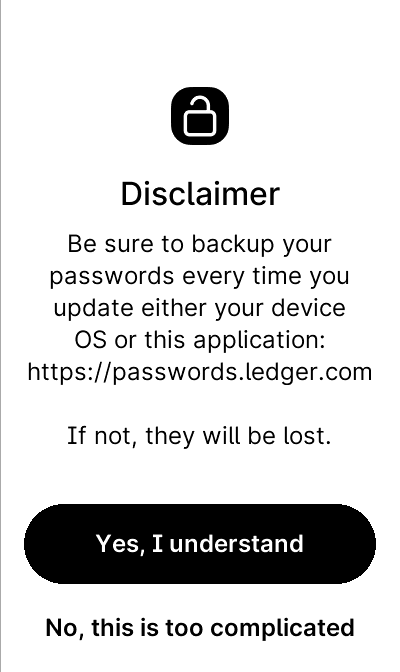 Disclaimer
Be sure to backup your
passwords every time you
update either your device
OS or this application:
https://passwords.ledger.com
If not, they will be lost.
Yes, I understand
No, this is too complicated